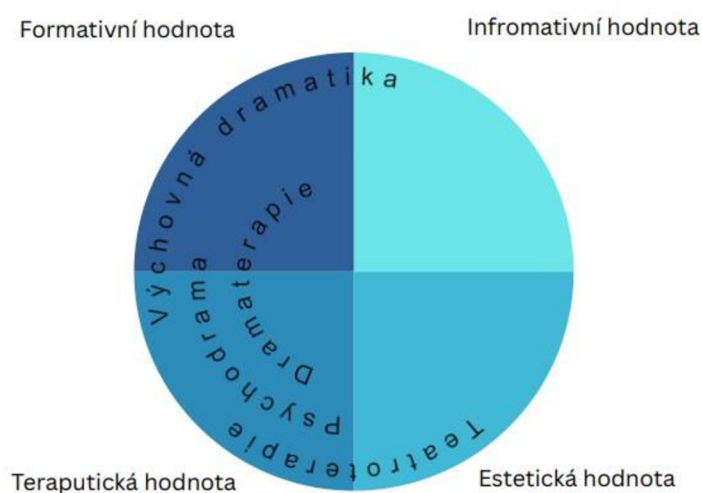 Formativní hodnota
Infromativní hodnota
Výchovná dramatika
Dramaterapie
Psychodrama
Teatroterapie
Teraputická hodnota
Estetická hodnota